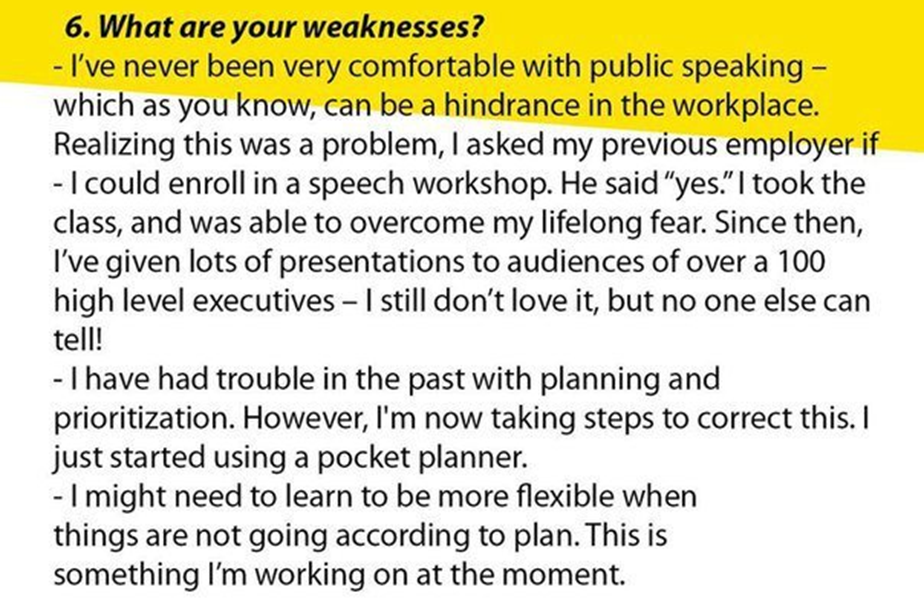 6. What are your weaknesses?
- I've never been very comfortable with public speaking –
which as you know, can be a hindrance in the workplace.
Realizing this was a problem, I asked my previous employer if
- I could enroll in a speech workshop. He said “yes.” I took the
class, and was able to overcome my lifelong fear. Since then,
I've given lots of presentations to audiences of over a 100
high level executives – I still don't love it, but no one else can
tell!
- I have had trouble in the past with planning and
prioritization. However, I'm now taking steps to correct this. I
just started using a pocket planner.
- I might need to learn to be more flexible when
things are not going according to plan. This is
something I'm working on at the moment.